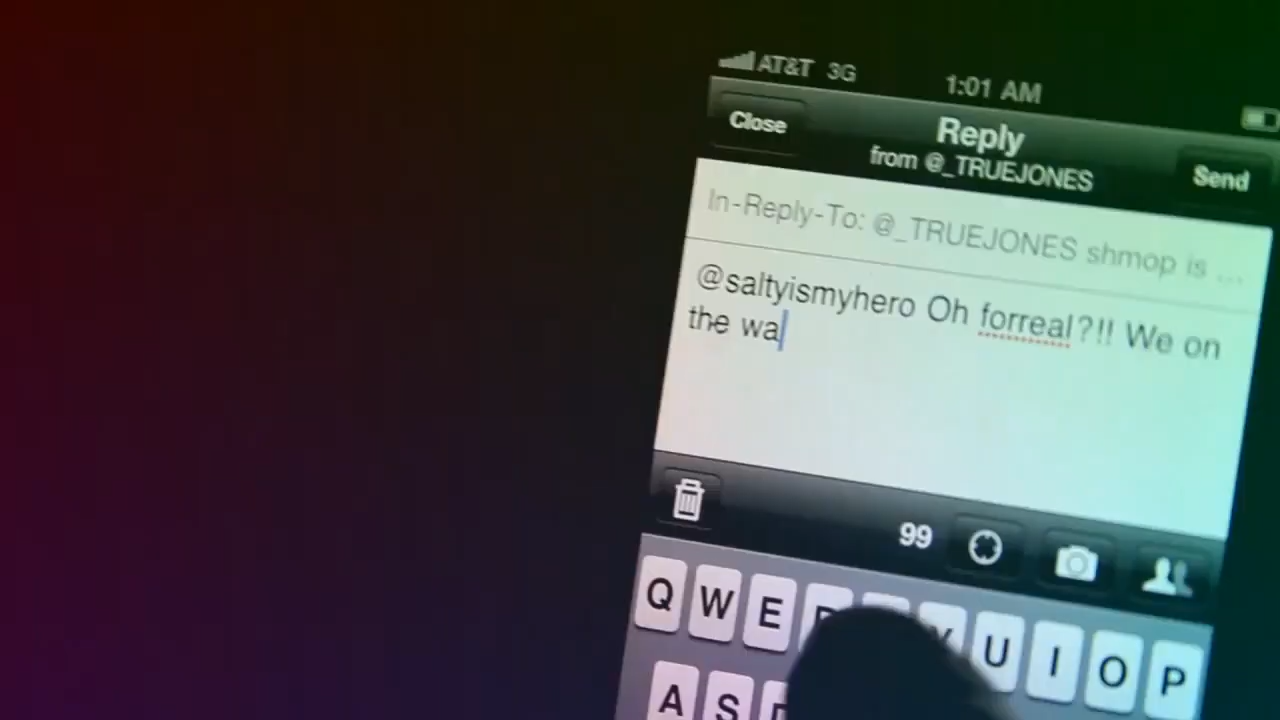 AT&T 3G 1:01 AM
Close Reply Send
from @_TRUEJONES
In-Reply-To: @_TRUEJONES shmop is ...
@saltyismyhero Oh forreal?!! We on
the wa
99
Q W E U I O P
A S